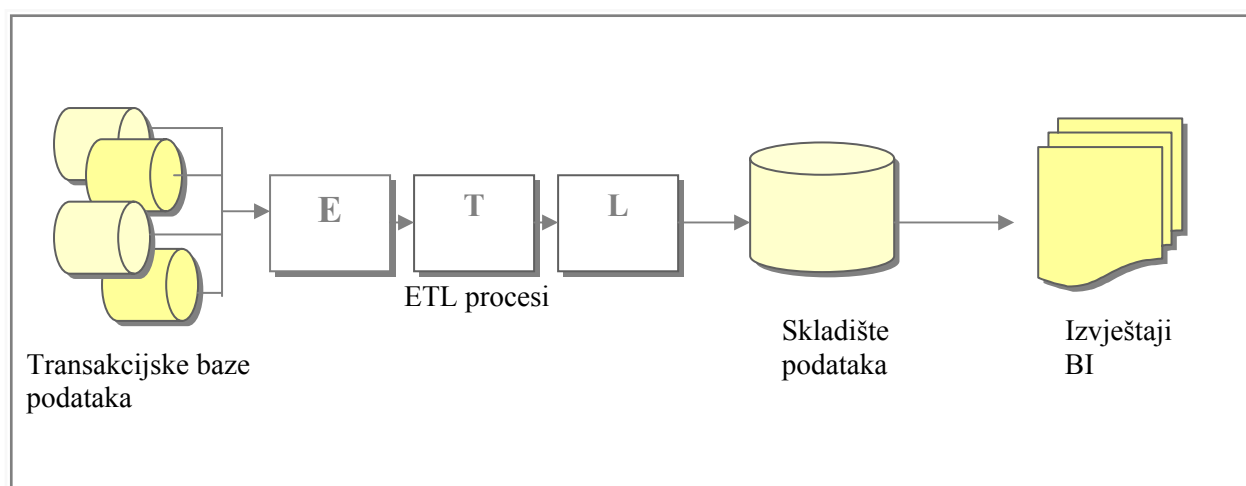 E
T
L
ETL procesi
Transakcijske baze
podataka
Skladište
podataka
Izvještaji
BI